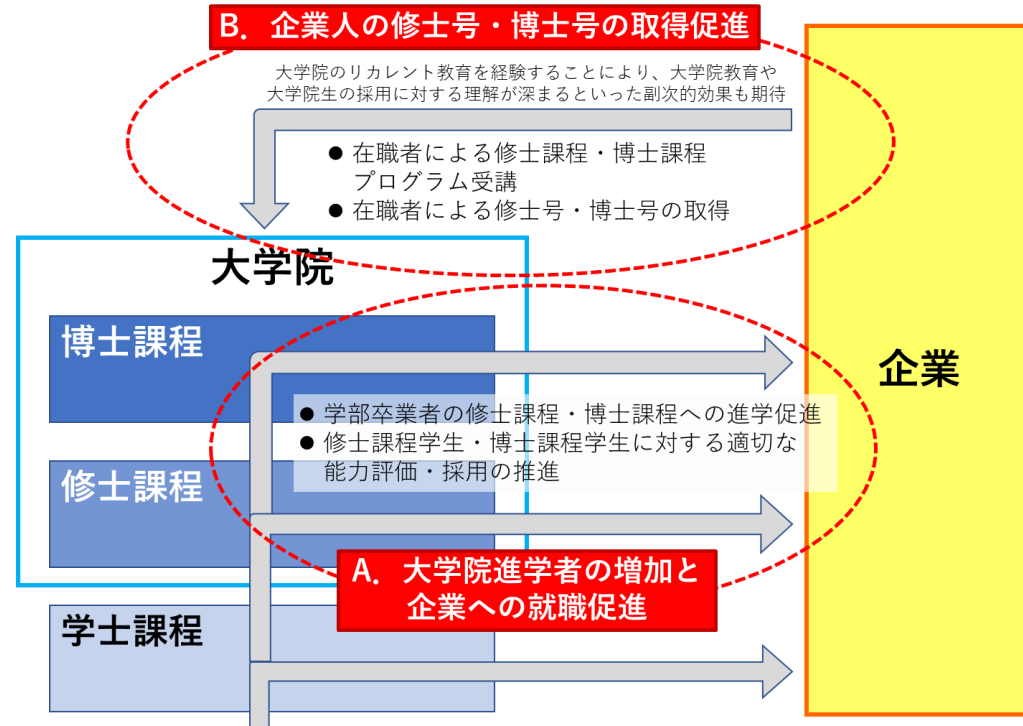 B. 企業人の修士号・博士号の取得促進
大学院のリカレント教育を経験することにより、大学院教育や
大学院生の採用に対する理解が深まるといった副次的効果も期待
● 在職者による修士課程・博士課程
プログラム受講
● 在職者による修士号・博士号の取得
大学院
博士課程
企業
● 学部卒業者の修士課程・博士課程への進学促進
● 修士課程学生・博士課程学生に対する適切な
能力評価・採用の推進
修士課程
A. 大学院進学者の増加と
企業への就職促進
学士課程